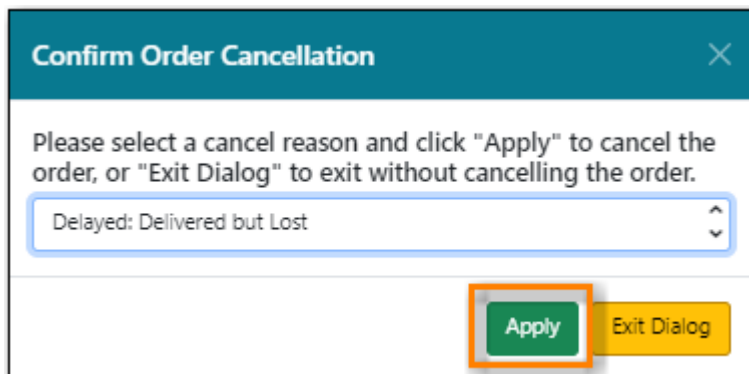 Confirm Order Cancellation
Please select a cancel reason and click "Apply" to cancel the
order, or "Exit Dialog" to exit without cancelling the order.
Delayed: Delivered but Lost
Apply
Exit Dialog